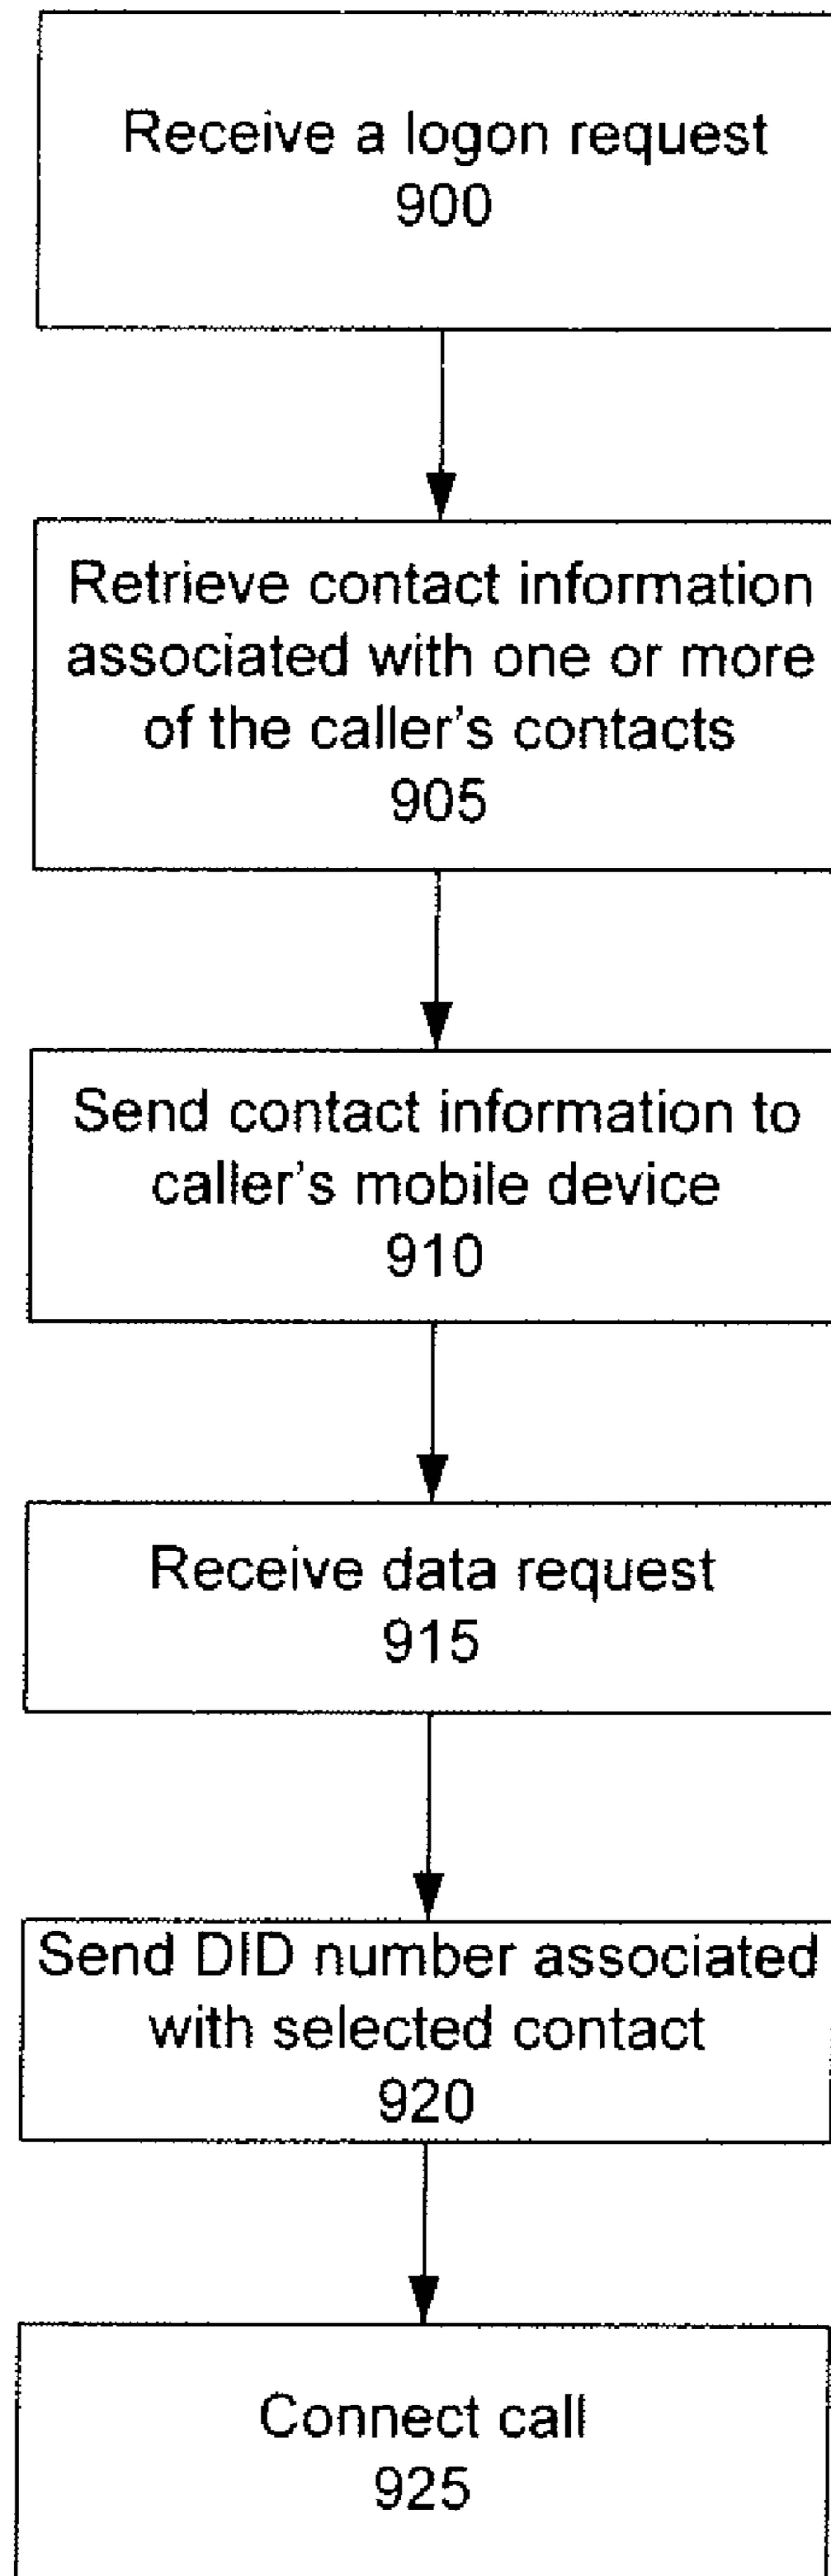 Receive a logon request
900
Retrieve contact information
associated with one or more
of the caller's contacts
905
Send contact information to
caller's mobile device
910
Receive data request
915
Send DID number associated
with selected contact
920
Connect call
925